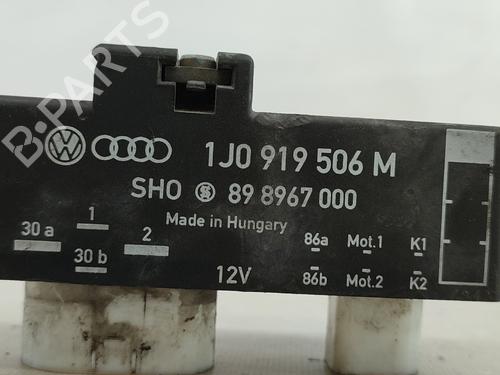 B-PARTS
1J0 919 506 M
SHO 89 8967 000
Made in Hungary
30 a 1 2 86a Mot.1 K1
30 b 12V 86b Mot.2 K2